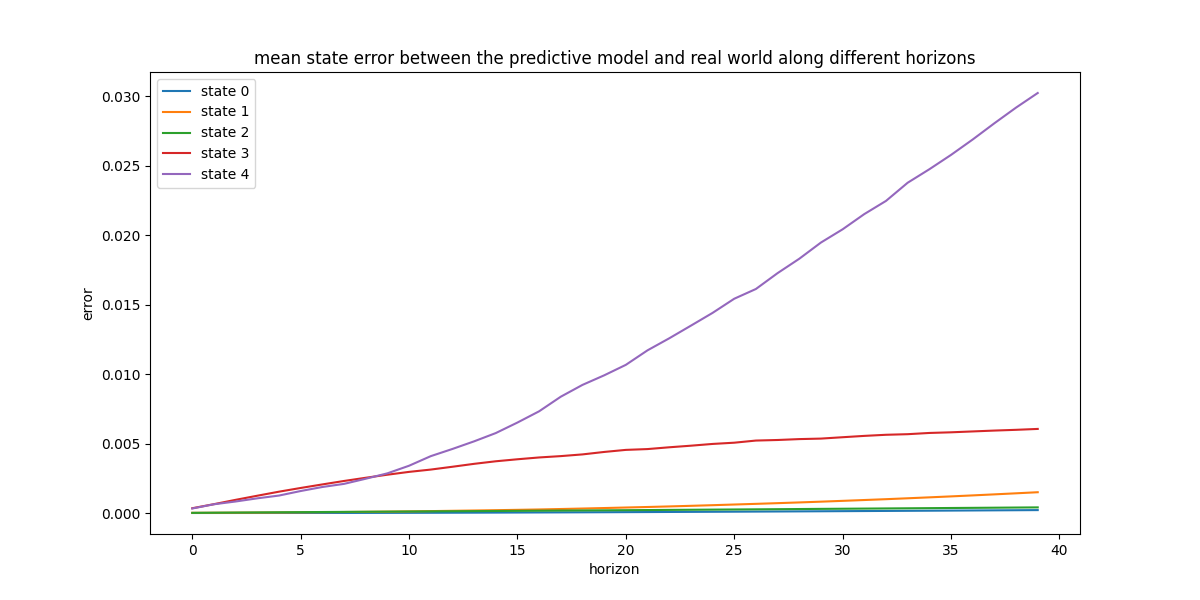 mean state error between the predictive model and real world along different horizons
state 0
state 1
state 2
state 3
state 4
0.030
0.025
0.020
0.015
0.010
0.005
0.000
error
0 5 10 15 20 25 30 35 40
horizon